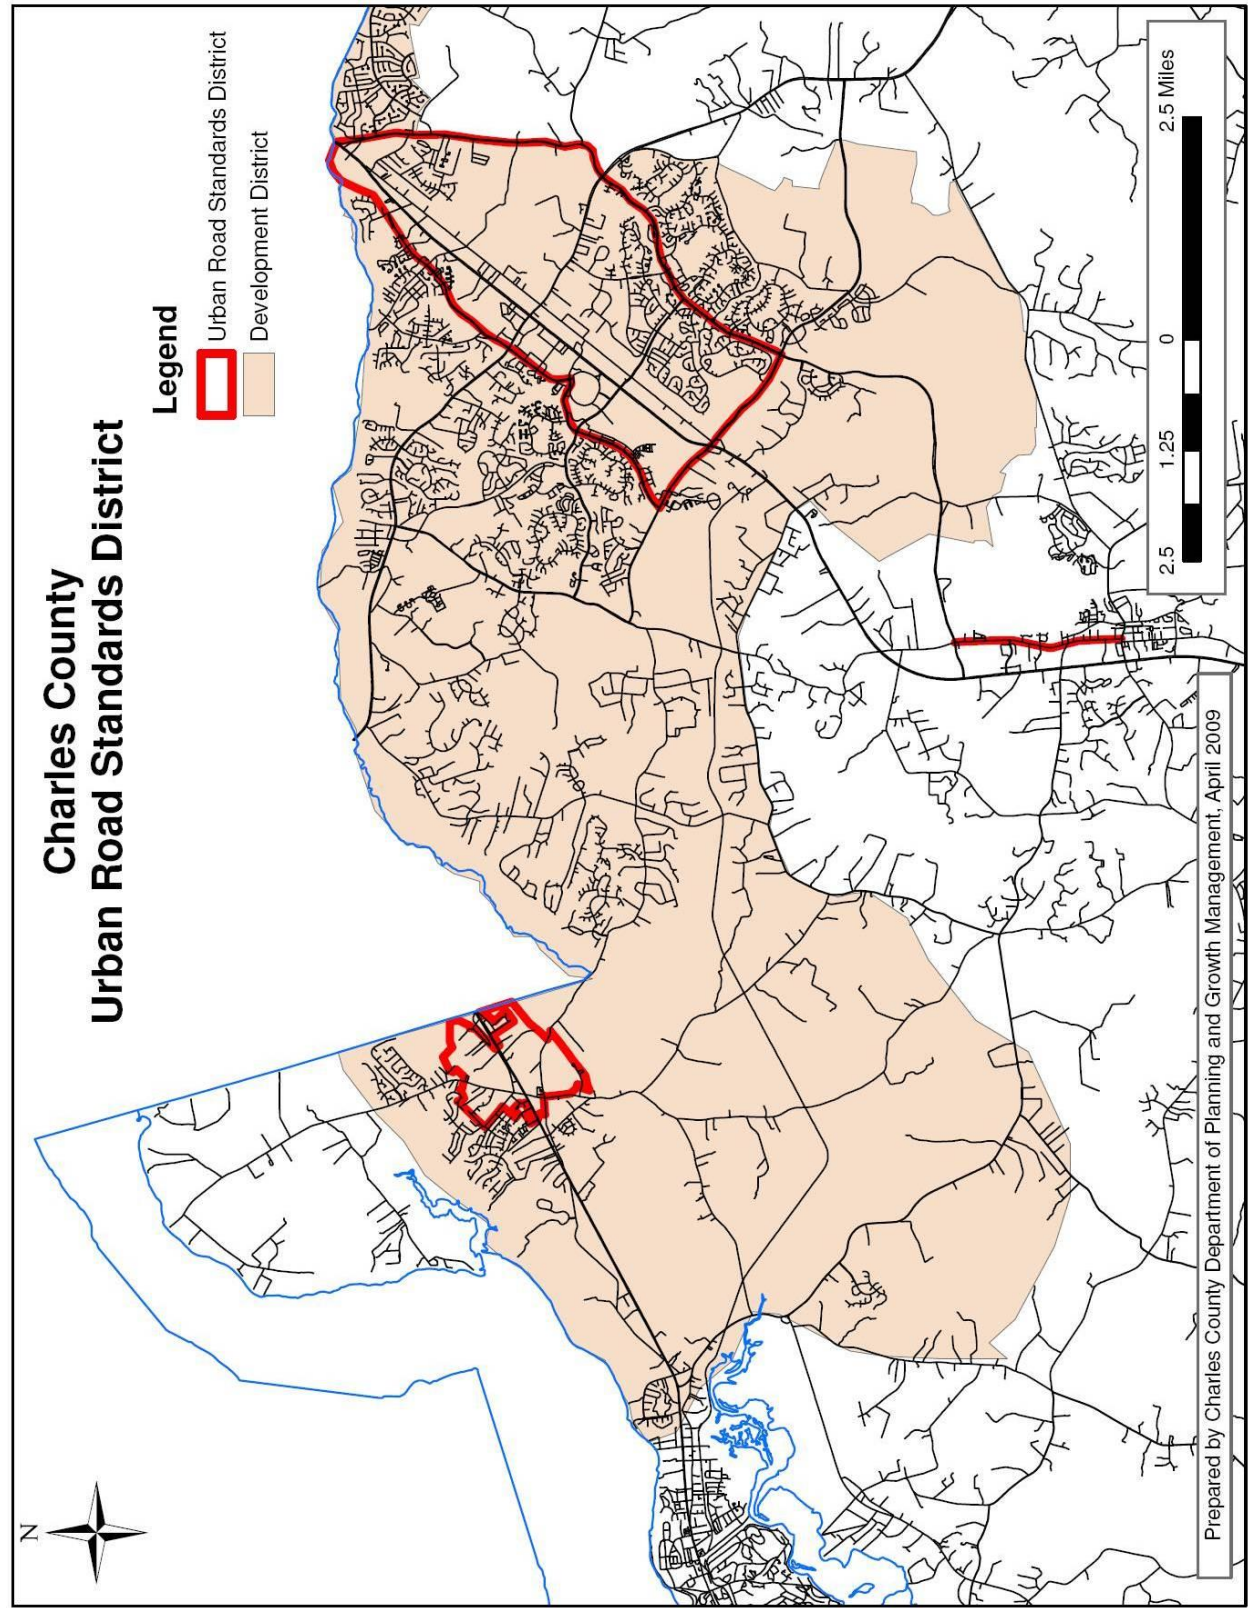 Charles County
Urban Road Standards District
Legend
Urban Road Standards District
Development District
N
2.5 1.25 0 2.5 Miles
Prepared by Charles County Department of Planning and Growth Management, April 2009